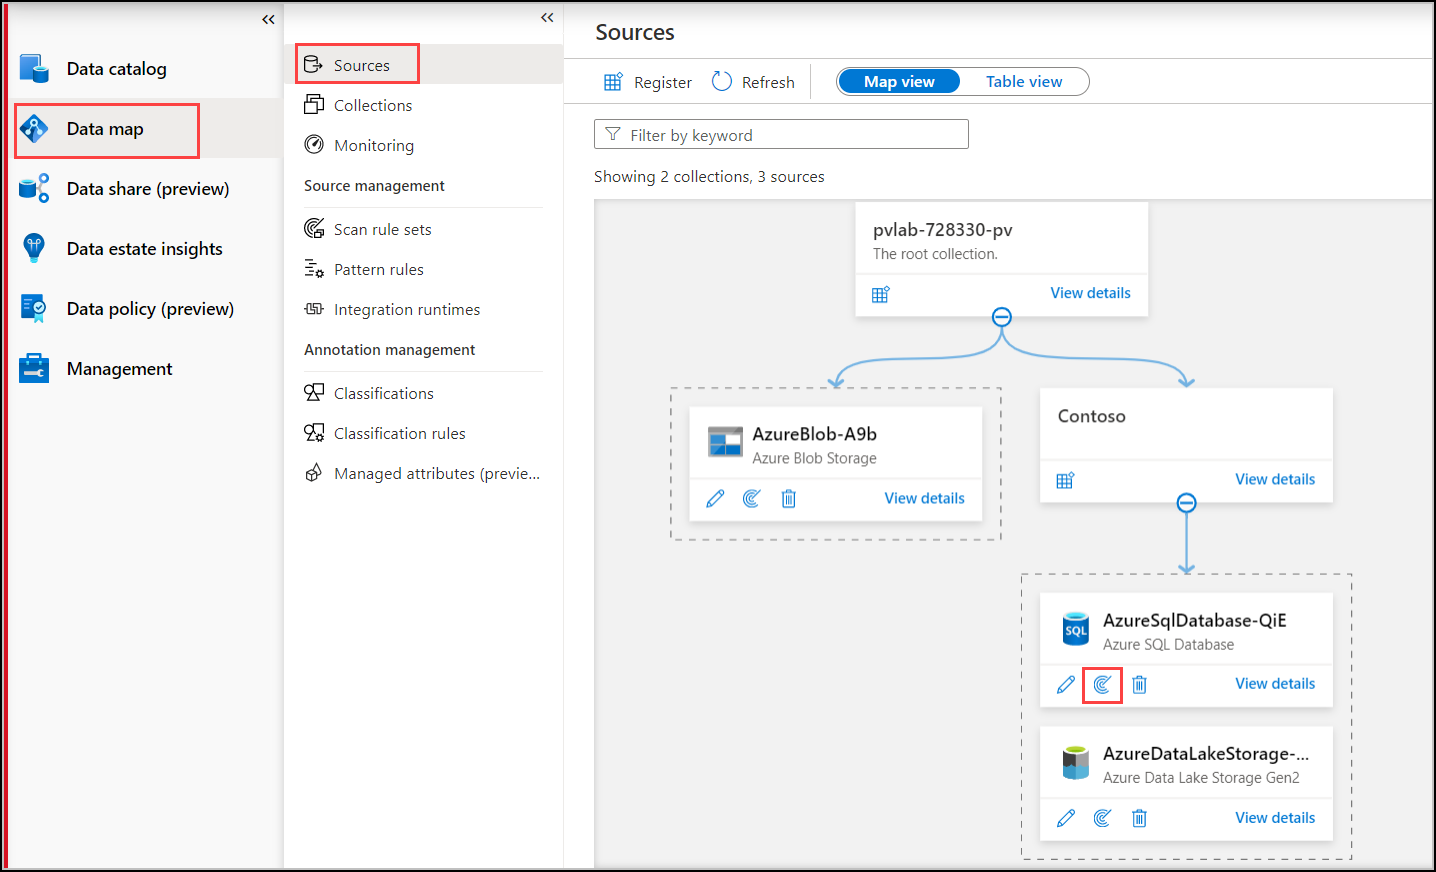 Data catalog
Data map
Data share (preview)
Data estate insights
Data policy (preview)
Management
Sources
Collections
Monitoring
Source management
Scan rule sets
Pattern rules
Integration runtimes
Annotation management
Classifications
Classification rules
Managed attributes (previe...
Sources
Register
Refresh
Map view
Table view
Filter by keyword
Showing 2 collections, 3 sources
pvlab-728330-pv
The root collection.
View details
AzureBlob-A9b
Azure Blob Storage
View details
Contoso
View details
SQL
AzureSqlDatabase-QiE
Azure SQL Database
View details
AzureDataLakeStorage-...
Azure Data Lake Storage Gen2
View details